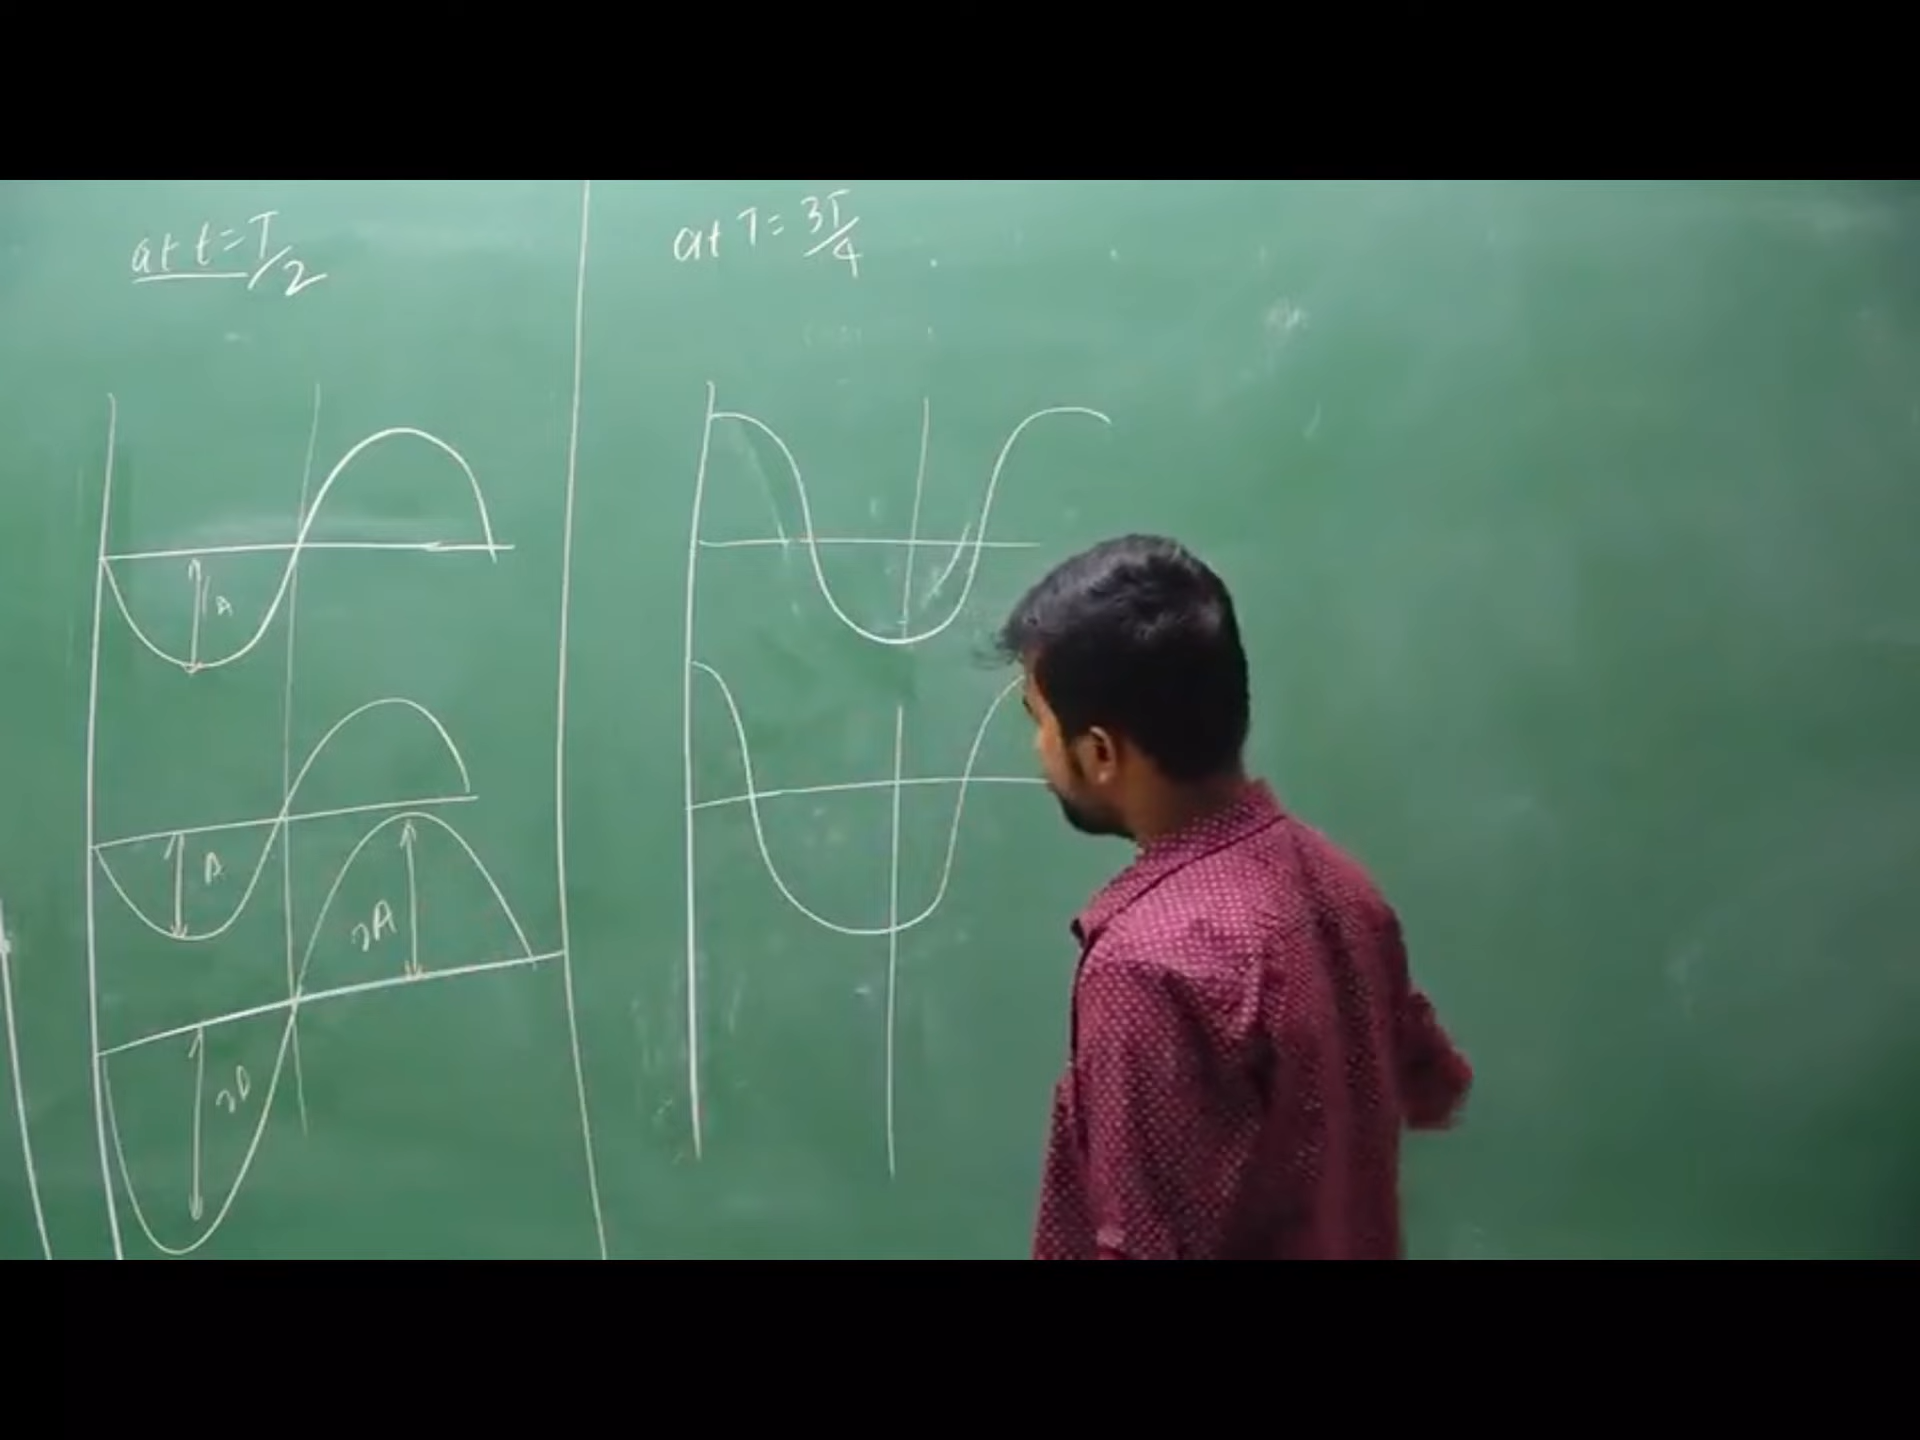 at t = T/2
at T = 3T/4
A
A
2A
2A